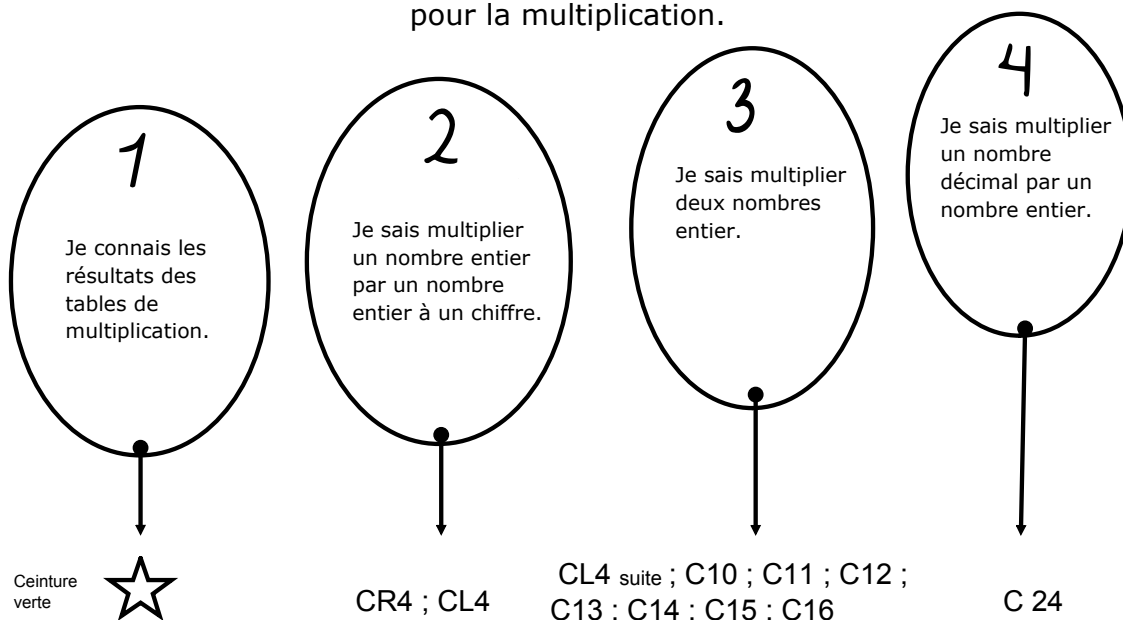 pour la multiplication.
1
Je connais les
résultats des
tables de
multiplication.
2
Je sais multiplier
un nombre entier
par un nombre
entier à un chiffre.
3
Je sais multiplier
deux nombres
entier.
4
Je sais multiplier
un nombre
décimal par un
nombre entier.
Ceinture
verte
CR4 ; CL4
CL4 suite ; C10 ; C11 ; C12 ;
C13 ; C14 ; C15 ; C16
C 24